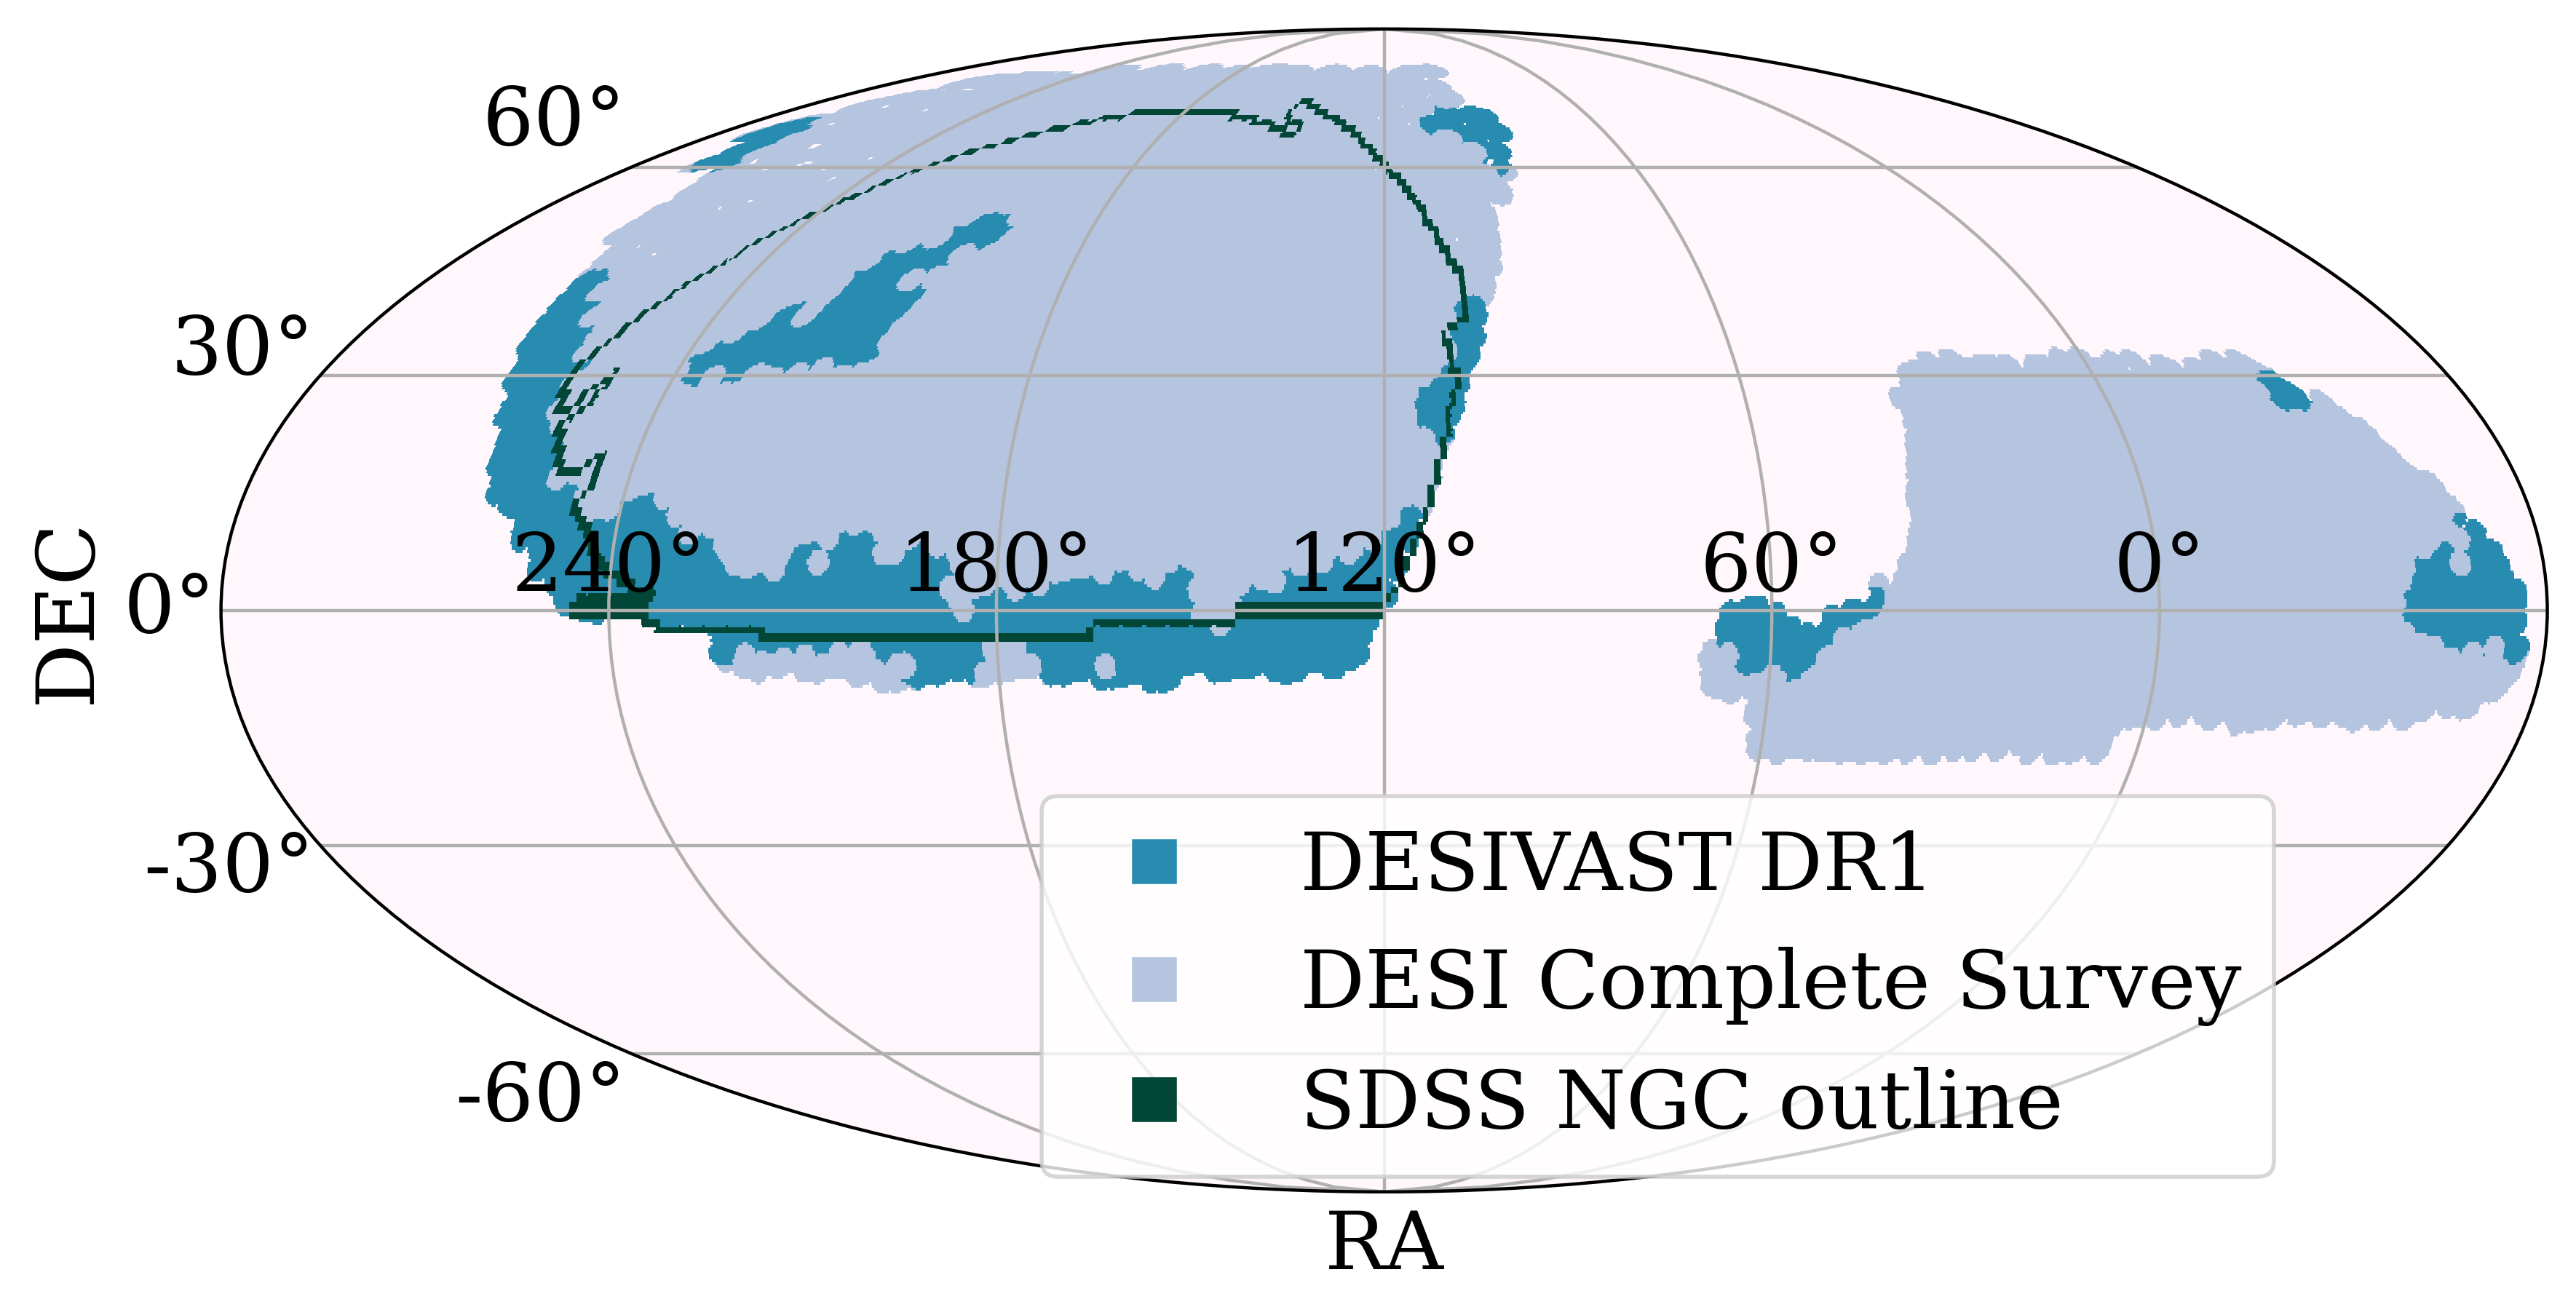 60°
30°
240° 180° 120° 60° 0°
0°
DEC
-30°
-60°
DESIVAST DR1
DESI Complete Survey
SDSS NGC outline
RA